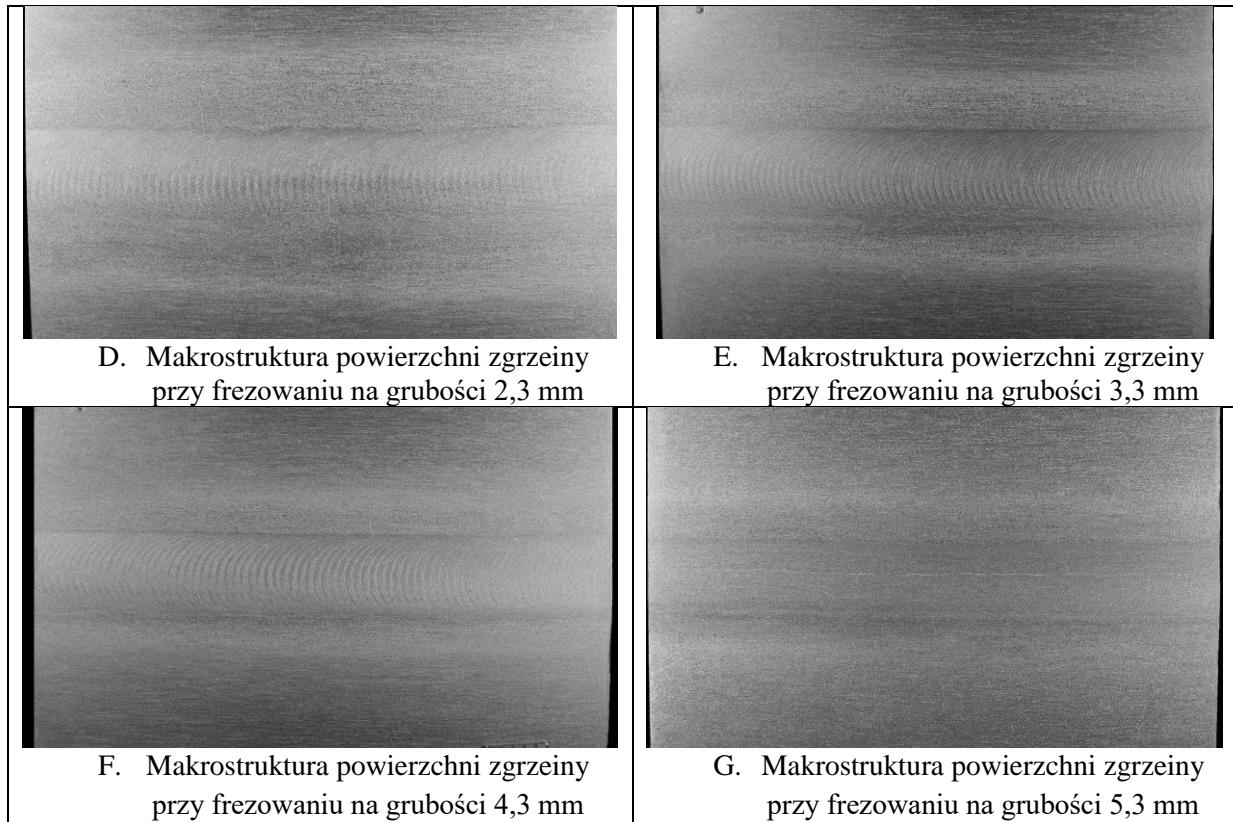 D. Makrostruktura powierzchni zgrzeiny
przy frezowaniu na grubości 2,3 mm
E. Makrostruktura powierzchni zgrzeiny
przy frezowaniu na grubości 3,3 mm
F. Makrostruktura powierzchni zgrzeiny
przy frezowaniu na grubości 4,3 mm
G. Makrostruktura powierzchni zgrzeiny
przy frezowaniu na grubości 5,3 mm